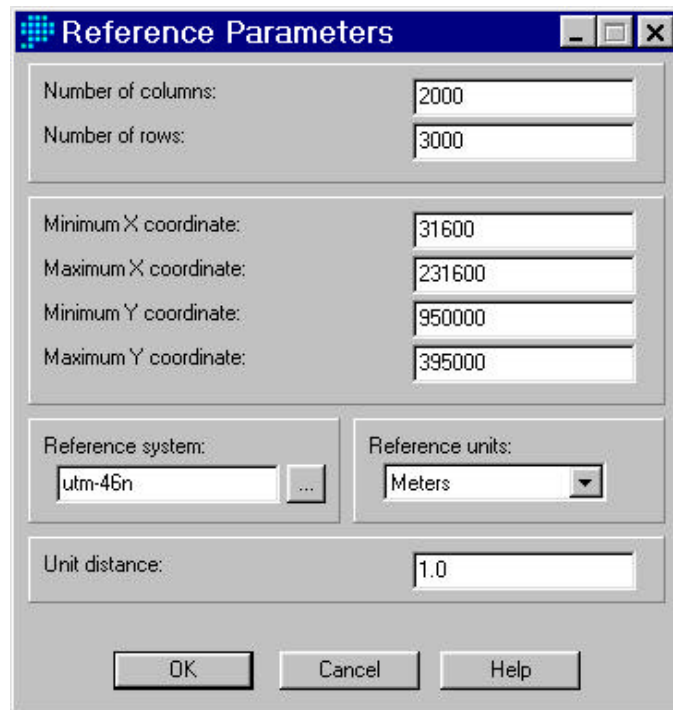 Reference Parameters
Number of columns: 2000
Number of rows: 3000
Minimum X coordinate: 31600
Maximum X coordinate: 231600
Minimum Y coordinate: 950000
Maximum Y coordinate: 395000
Reference system:
utm-46n ...
Reference units:
Meters
Unit distance: 1.0
OK Cancel Help